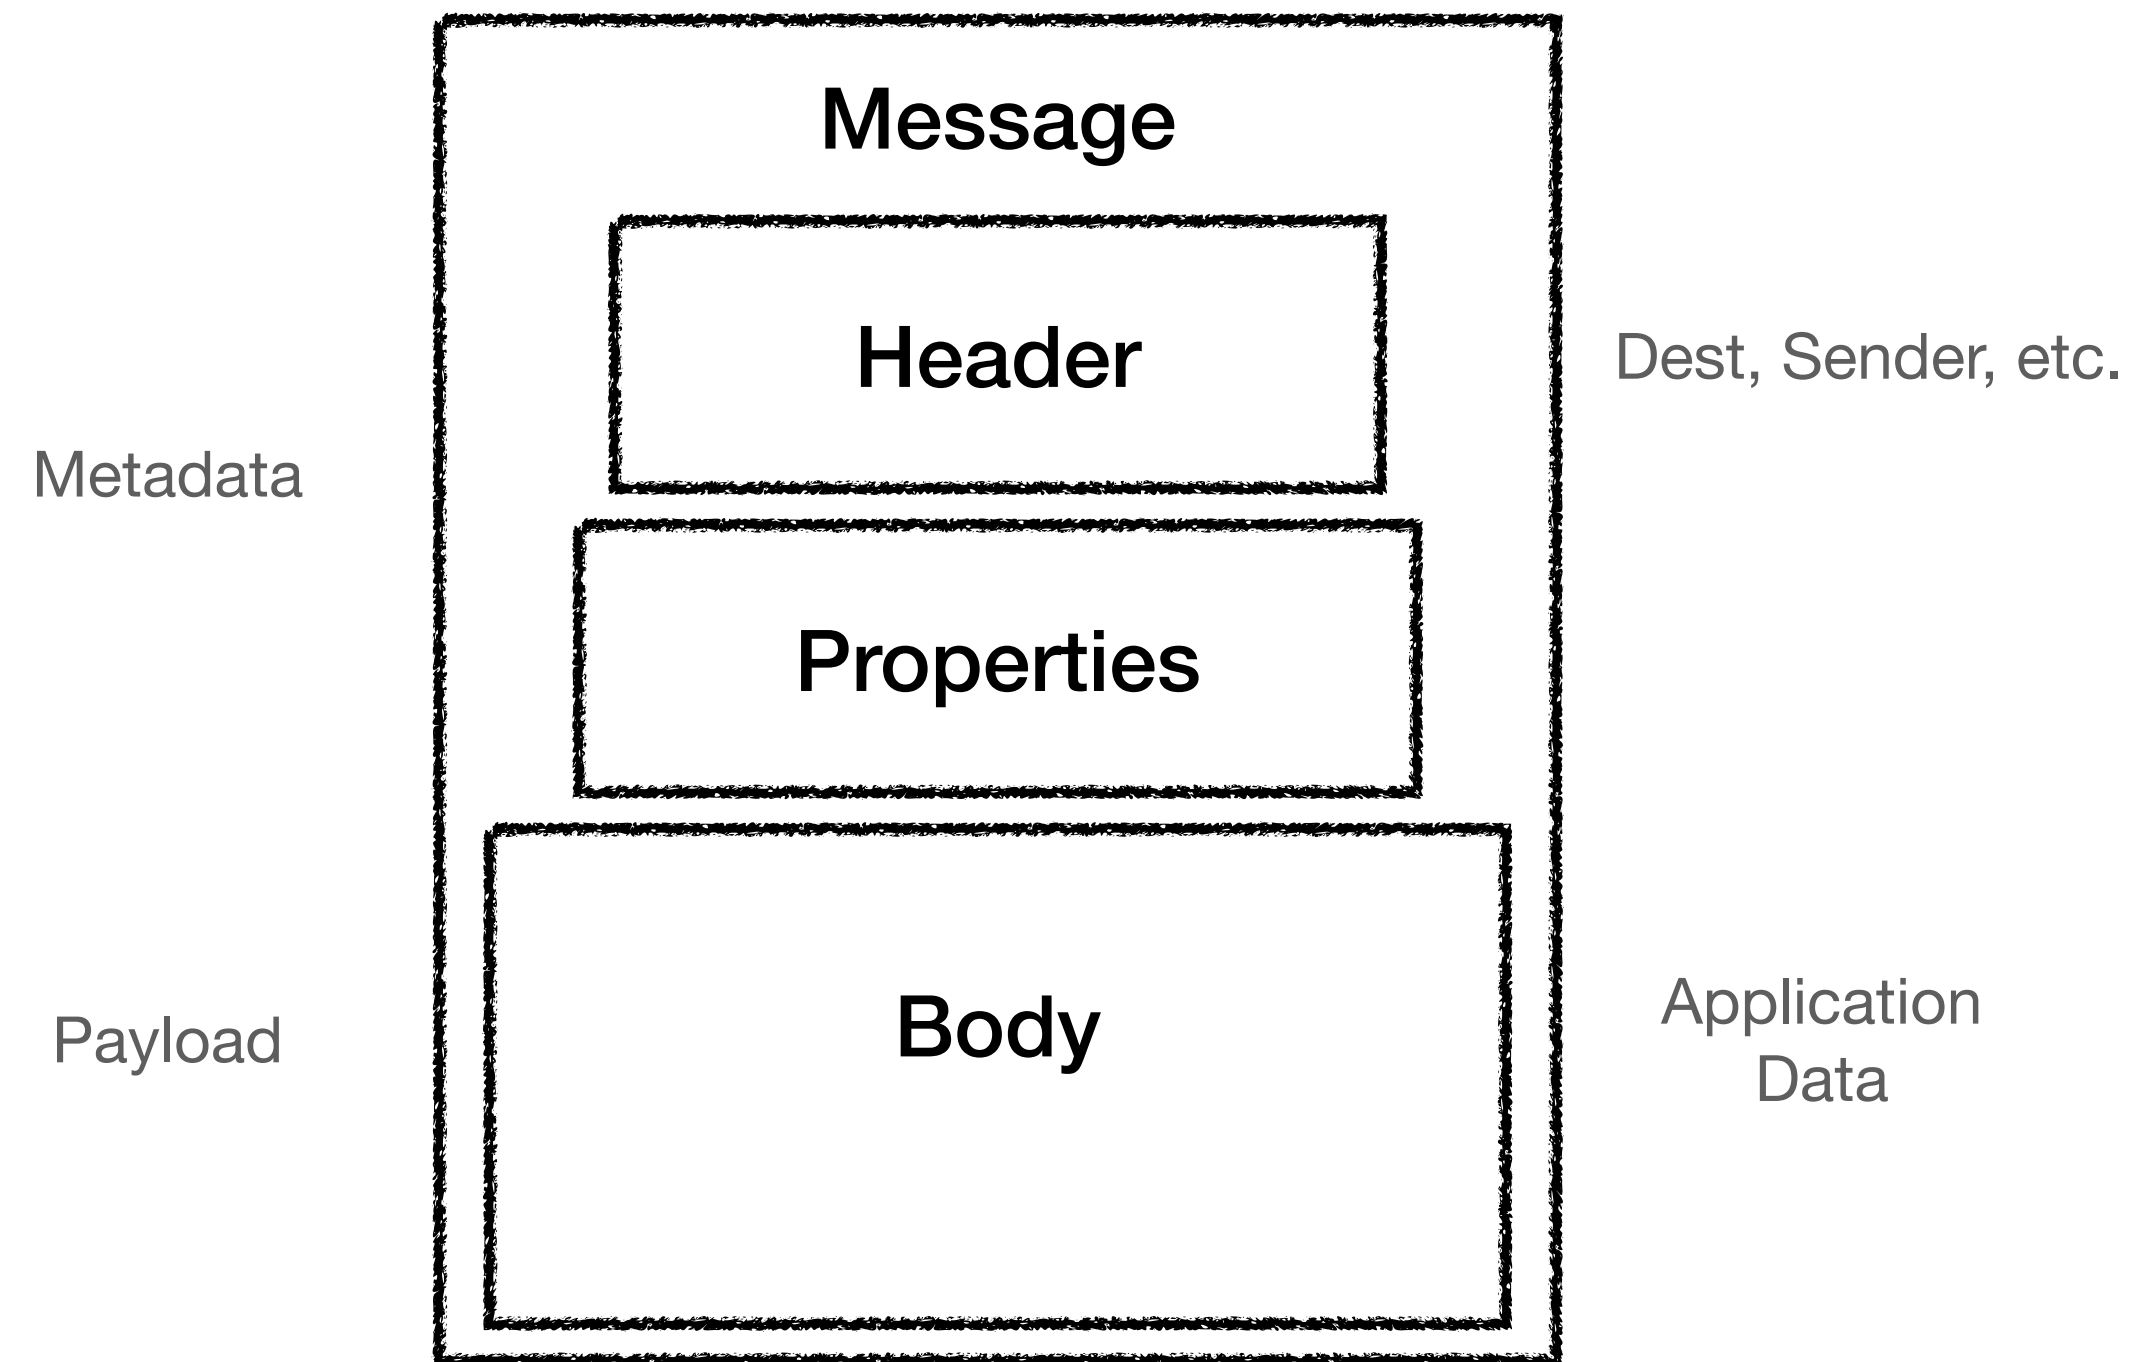 Message
Header
Dest, Sender, etc.
Metadata
Properties
Body
Payload
Application
Data